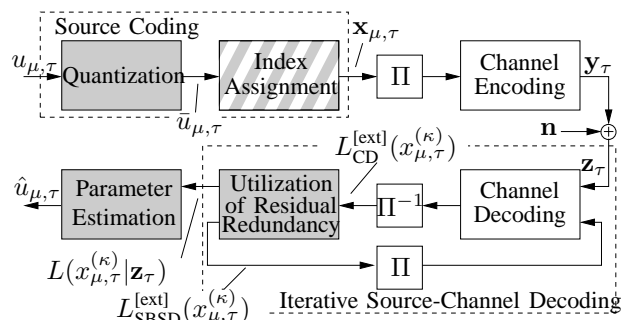 Source Coding
u_{μ,τ}
Quantization
ū_{μ,τ}
Index
Assignment
𝐱_{μ,τ}
Π
Channel
Encoding
𝐲_τ
𝐧
𝐳_τ
û_{μ,τ}
Parameter
Estimation
L(x_{μ,τ}^{(κ)}|𝐳_τ)
Utilization
of Residual
Redundancy
L_{CD}^{[ext]}(x_{μ,τ}^{(κ)})
Π^{−1}
Channel
Decoding
Π
L_{SBSD}^{[ext]}(x_{μ,τ}^{(κ)})
Iterative Source-Channel Decoding